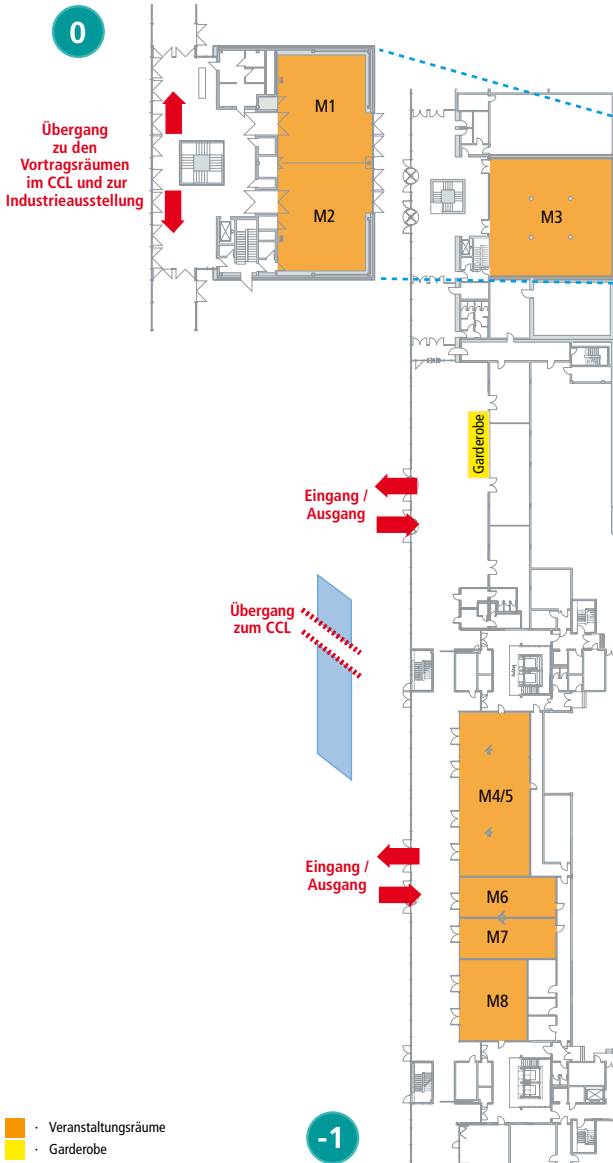 0
M1
Übergang
zu den
Vortragsräumen
im CCL und zur
Industrieausstellung
M2
M3
Garderobe
Eingang /
Ausgang
Übergang
zum CCL
M4/5
Eingang /
Ausgang
M6
M7
M8
· Veranstaltungsräume
· Garderobe
-1